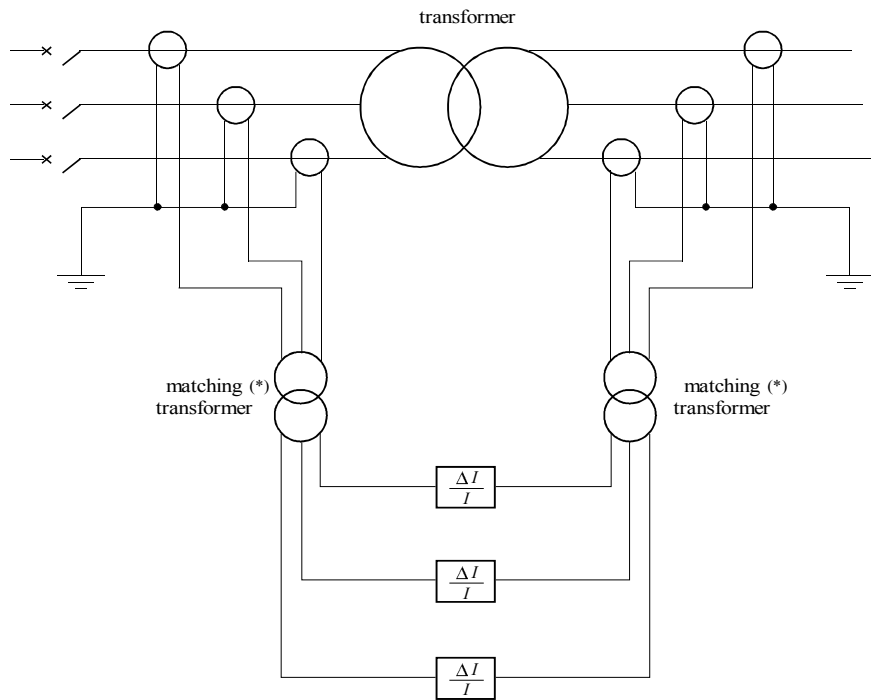 transformer
matching (*)
transformer
matching (*)
transformer
ΔI
I
ΔI
I
ΔI
I